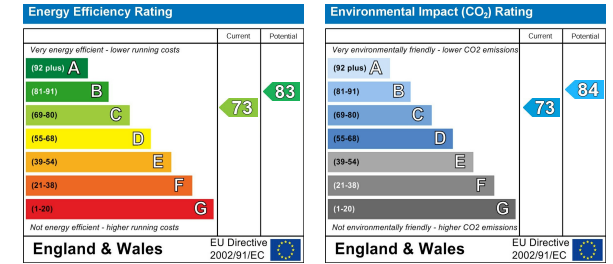 Energy Efficiency Rating
Current Potential
Very energy efficient - lower running costs
(92 plus) A
(81-91) B
83
(69-80) C
73
(55-68) D
(39-54) E
(21-38) F
(1-20) G
Not energy efficient - higher running costs
England & Wales
EU Directive
2002/91/EC
Environmental Impact (CO₂) Rating
Current Potential
Very environmentally friendly - lower CO2 emissions
(92 plus) A
(81-91) B
84
(69-80) C
73
(55-68) D
(39-54) E
(21-38) F
(1-20) G
Not environmentally friendly - higher CO2 emissions
England & Wales
EU Directive
2002/91/EC